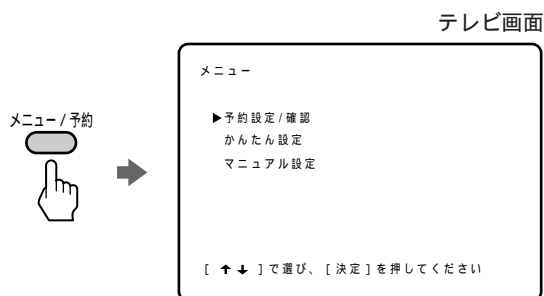 テレビ画面
メニュー
メニュー / 予約
▶予約設定/確認
かんたん設定
マニュアル設定
[ ↑↓ ]で選び、[決定]を押してください